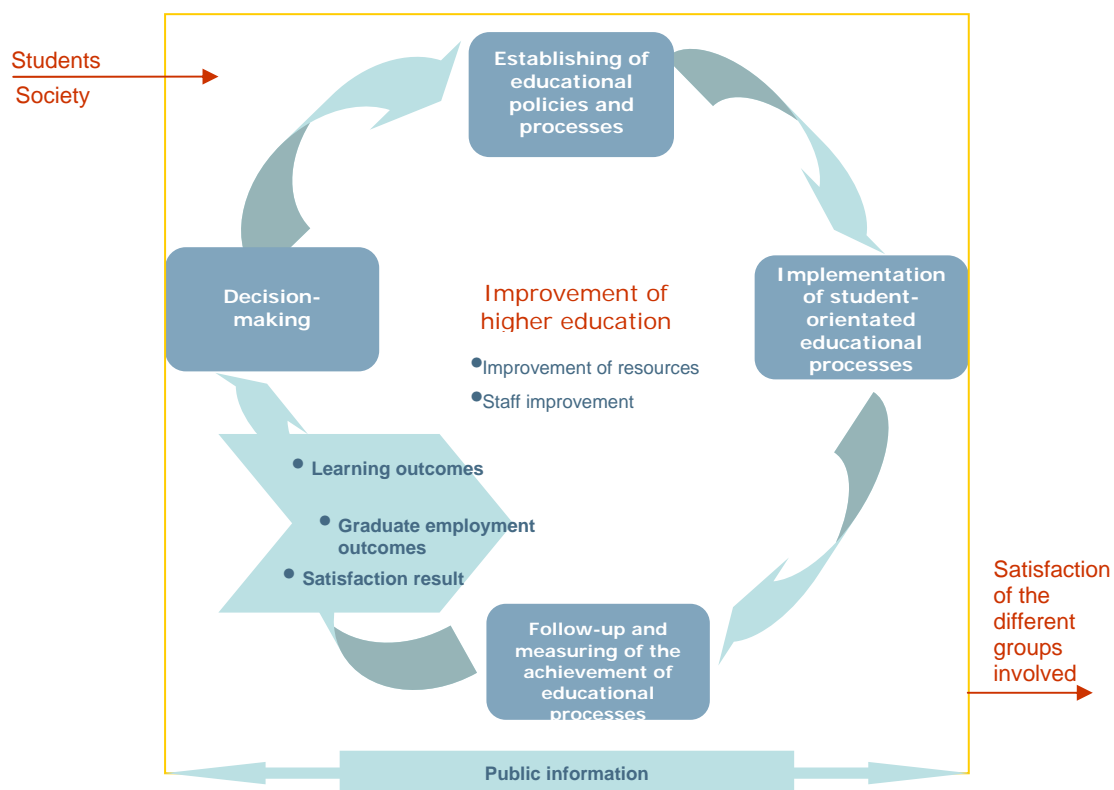 Students
Society
Establishing of
educational
policies and
processes
Decision-
making
Improvement of
higher education
•Improvement of resources
•Staff improvement
Implementation
of student-
orientated
educational
processes
• Learning outcomes
• Graduate employment
outcomes
• Satisfaction result
Follow-up and
measuring of the
achievement of
educational
processes
Satisfaction
of the
different
groups
involved
Public information